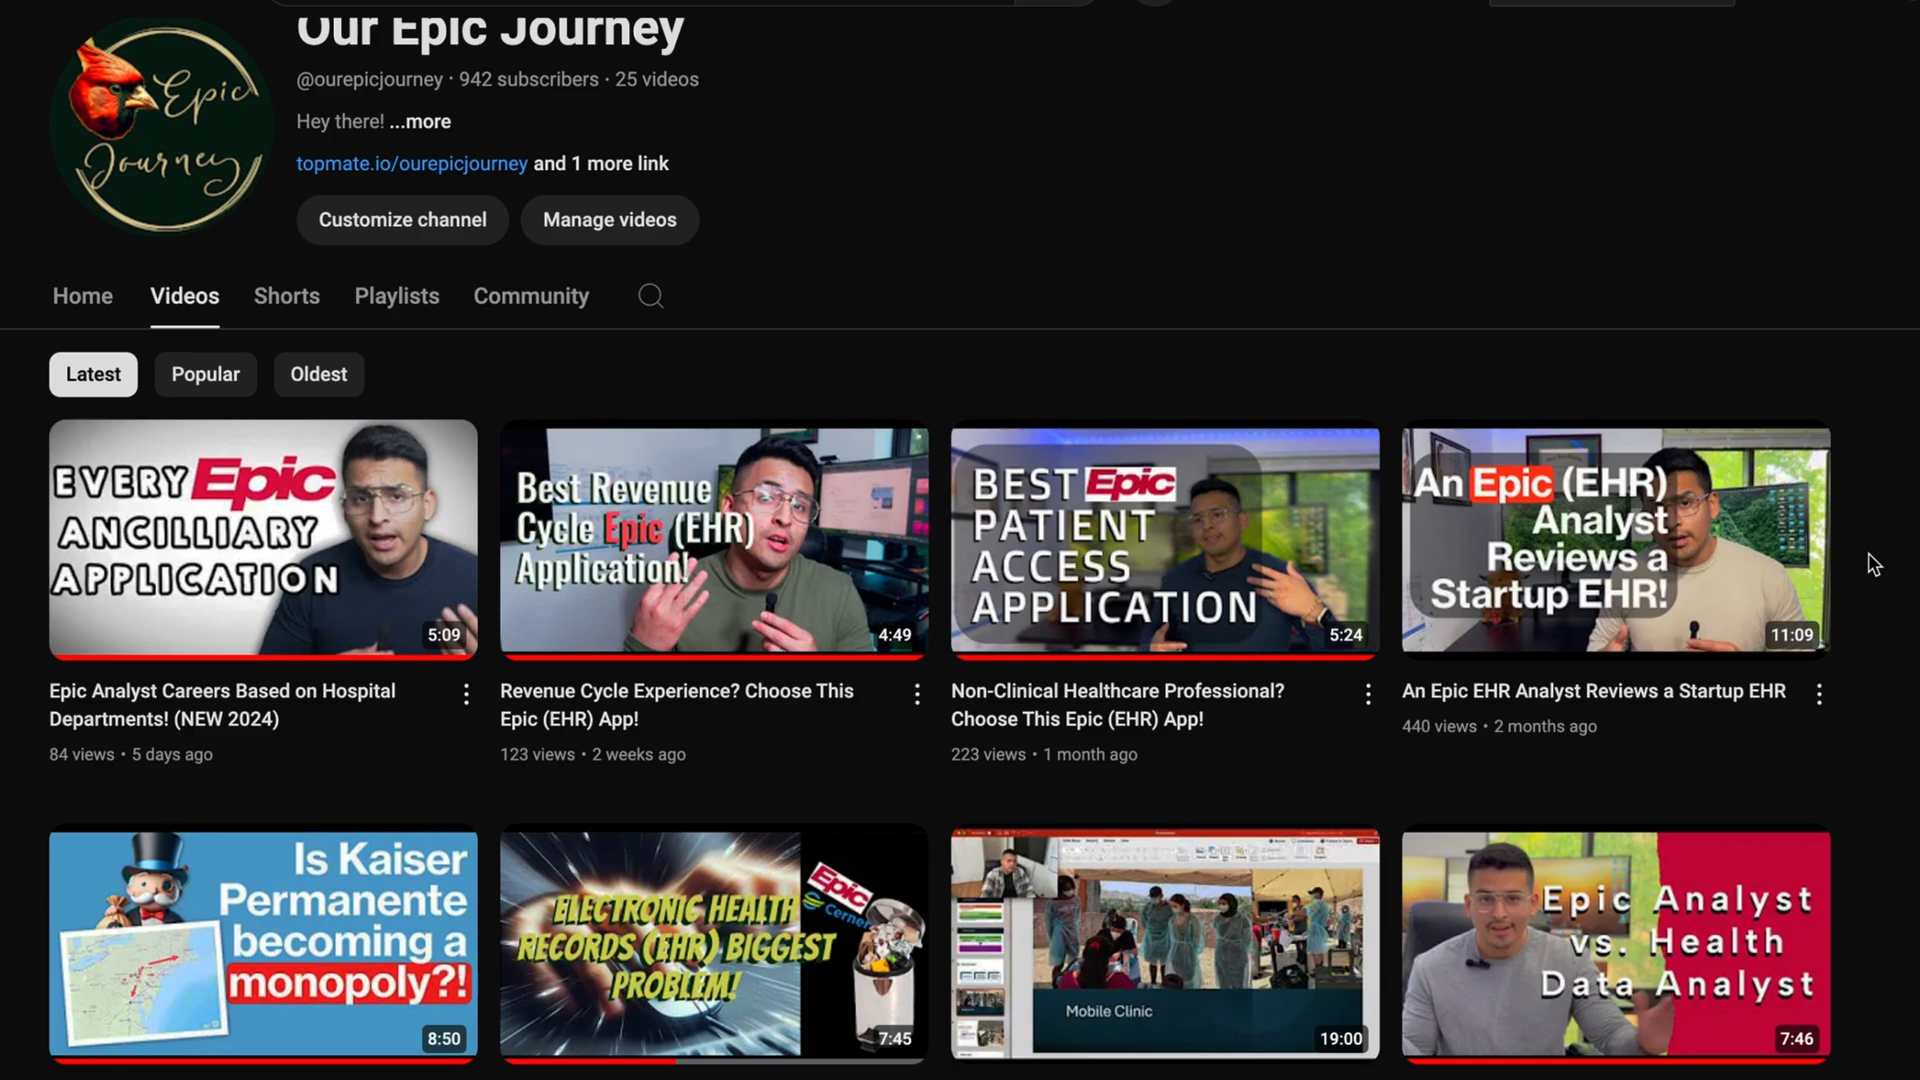 Our Epic Journey
@ourepicjourney · 942 subscribers · 25 videos
Hey there! ...more
topmate.io/ourepicjourney and 1 more link
Customize channel
Manage videos
Epic
Journey
Home
Videos
Shorts
Playlists
Community
Latest
Popular
Oldest
EVERY Epic
ANCILLIARY
APPLICATION
5:09
Best Revenue
Cycle Epic (EHR)
Application!
4:49
BEST Epic
PATIENT
ACCESS
APPLICATION
5:24
An Epic (EHR)
Analyst
Reviews a
Startup EHR!
11:09
Epic Analyst Careers Based on Hospital
Departments! (NEW 2024)
84 views • 5 days ago
Revenue Cycle Experience? Choose This
Epic (EHR) App!
123 views • 2 weeks ago
Non-Clinical Healthcare Professional?
Choose This Epic (EHR) App!
223 views • 1 month ago
An Epic EHR Analyst Reviews a Startup EHR
440 views • 2 months ago
Is Kaiser
Permanente
becoming a
monopoly?!
8:50
ELECTRONIC HEALTH
RECORDS (EHR) BIGGEST
PROBLEM!
Epic
Cerner
7:45
Mobile Clinic
19:00
Epic Analyst
vs. Health
Data Analyst
7:46